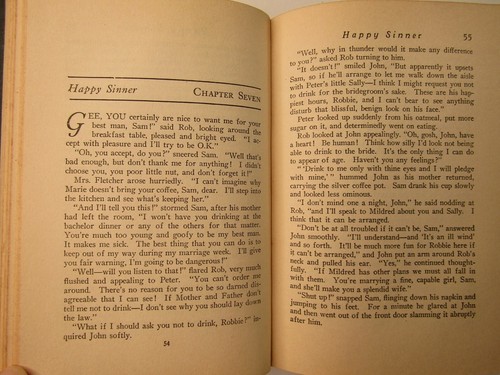 Happy Sinner
CHAPTER SEVEN
GEE, YOU certainly are nice to want me for your
best man, Sam!" said Rob, looking around the
breakfast table, pleased and bright eyed. "I ac-
cept with pleasure and I'll try to be O.K."
"Oh, you accept, do you?" sneered Sam. "Well that's
bad enough, but don't thank me for anything! I didn't
choose you, you poor little nut, and don't forget it!"
Mrs. Fletcher arose hurriedly. "I can't imagine why
Marie doesn't bring your coffee, Sam, dear. I'll step into
the kitchen and see what's keeping her."
"And I'll tell you this!" stormed Sam, after his mother
had left the room, "I won't have you drinking at the
bachelor dinner or any of the others for that matter.
You're much too young and goofy to be my best man.
It makes me sick. The best thing that you can do is to
keep out of my way during my marriage week. I'll give
you fair warning, I'm going to be dangerous!"
"Well—will you listen to that!" flared Rob, very much
flushed and appealing to Peter. "You can't order me
around. There's no reason for you to be so darned dis-
agreeable that I can see! If Mother and Father don't
tell me not to drink—I don't see why you should lay down
the law."
"What if I should ask you not to drink, Robbie?" in-
quired John softly.
54
Happy Sinner 55
"Well, why in thunder would it make any difference
to you?" asked Rob turning to him.
"It doesn't!" smiled John, "But apparently it upsets
Sam, so if he'll arrange to let me walk down the aisle
with Peter's little Sally—I think I might request you not
to drink for the bridegroom's sake. These are his hap-
piest hours, Robbie, and I can't bear to see anything
disturb that blissful, benign look on his face."
Peter looked up suddenly from his oatmeal, put more
sugar on it, and determinedly went on eating.
Rob looked at John appealingly. "Oh, gosh, John, have
a heart! Be human! Think how silly I'd look not being
able to drink to the bride. It's the only thing I can do
to appear of age. Haven't you any feelings?"
"'Drink to me only with thine eyes and I will pledge
with mine,'" hummed John as his mother returned,
carrying the silver coffee pot. Sam drank his cup slowly
and looked less ominous.
"I don't mind one a night, John," he said nodding at
Rob, "and I'll speak to Mildred about you and Sally. I
think that it can be arranged."
"Don't be at all troubled if it can't be, Sam," answered
John smoothly. "I'll understand—and 'It's an ill wind'
and so forth. It'll be much more fun for Robbie here if
it can't be arranged," and John put an arm around Rob's
neck and pulled his ear. "Yes," he continued thought-
fully. "If Mildred has other plans we must all fall in
with them. You're marrying a fine, capable girl, Sam,
and she'll make you a splendid wife."
"Shut up!" snapped Sam, flinging down his napkin and
jumping to his feet. For a minute he glared at John
and then went out of the front door slamming it abruptly
after him.